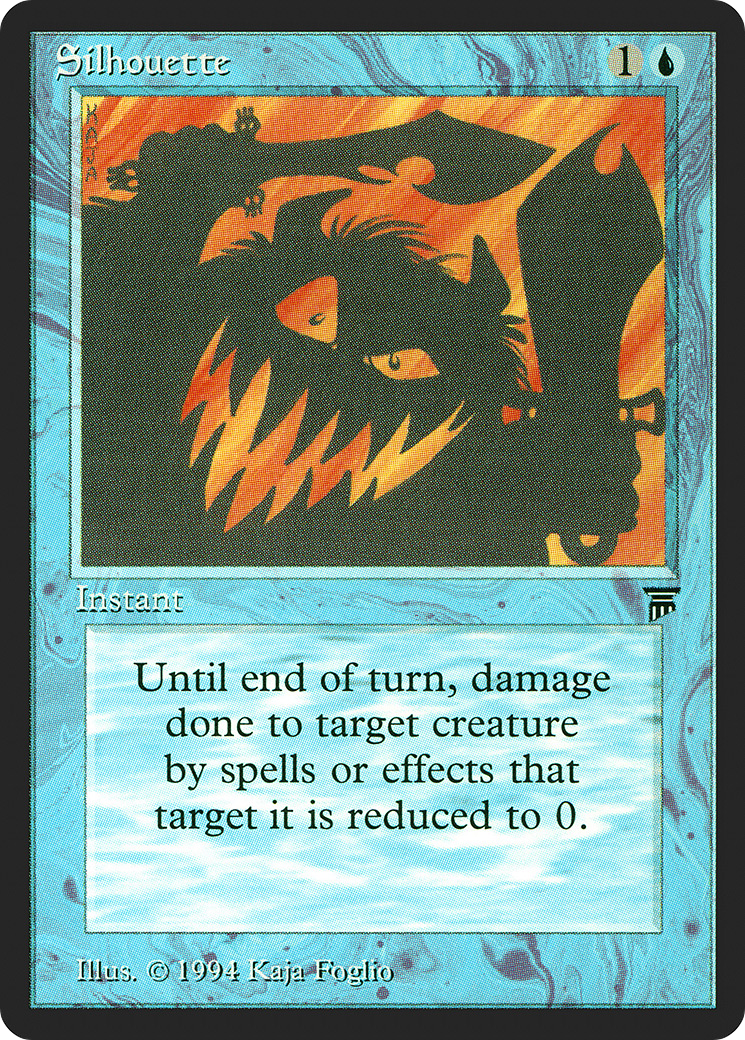 Silhouette 1
KAJA
Instant
Until end of turn, damage
done to target creature
by spells or effects that
target it is reduced to 0.
Illus. © 1994 Kaja Foglio